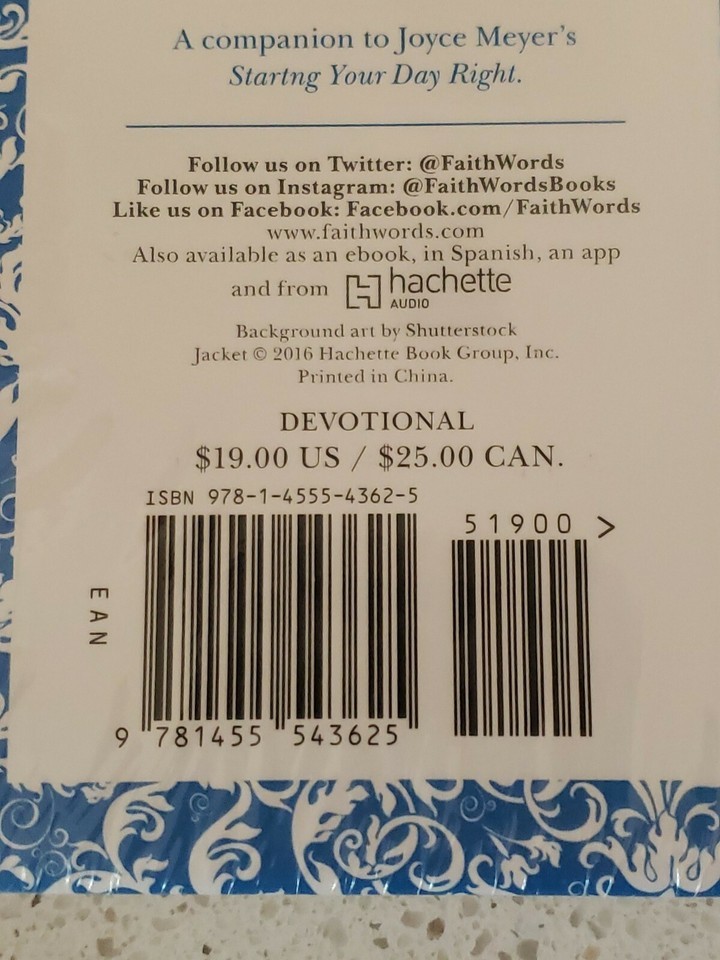 A companion to Joyce Meyer's
Startng Your Day Right.
Follow us on Twitter: @FaithWords
Follow us on Instagram: @FaithWordsBooks
Like us on Facebook: Facebook.com/FaithWords
www.faithwords.com
Also available as an ebook, in Spanish, an app
and from hachette
AUDIO
Background art by Shutterstock
Jacket © 2016 Hachette Book Group, Inc.
Printed in China.
DEVOTIONAL
$19.00 US / $25.00 CAN.
ISBN 978-1-4555-4362-5
51900 >
EAN
9 781455 543625